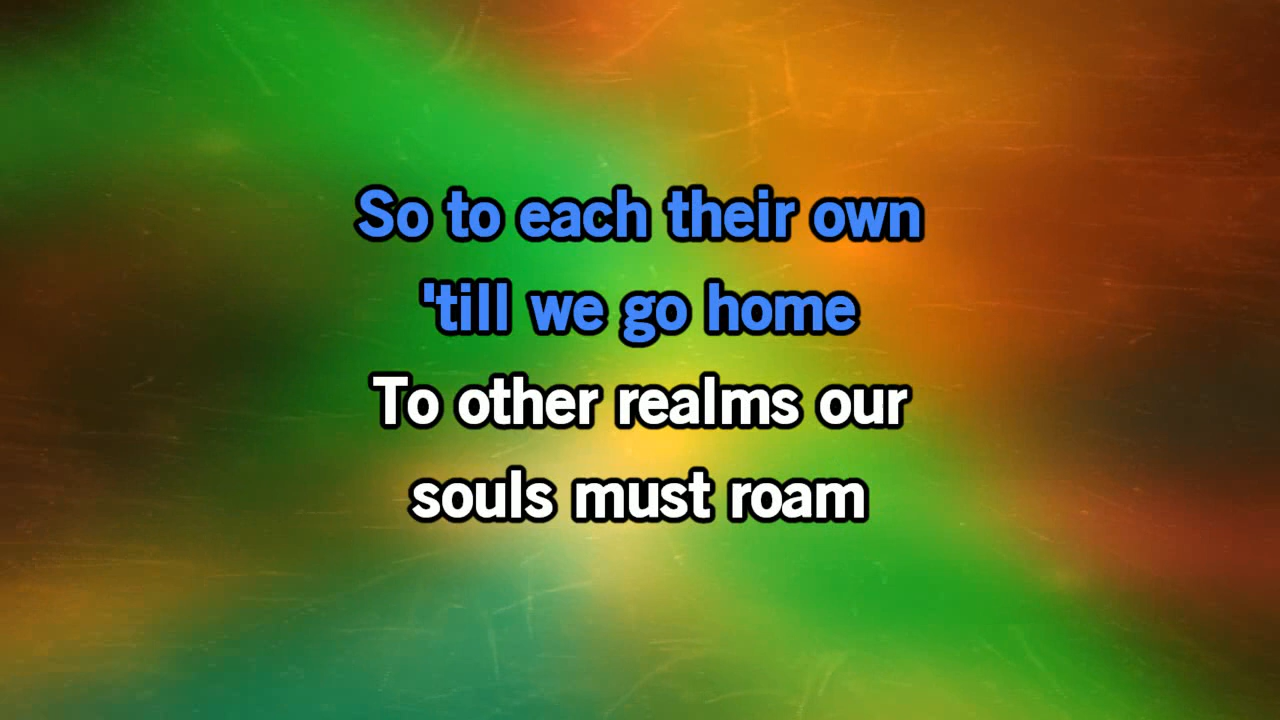 So to each their own
'till we go home
To other realms our
souls must roam